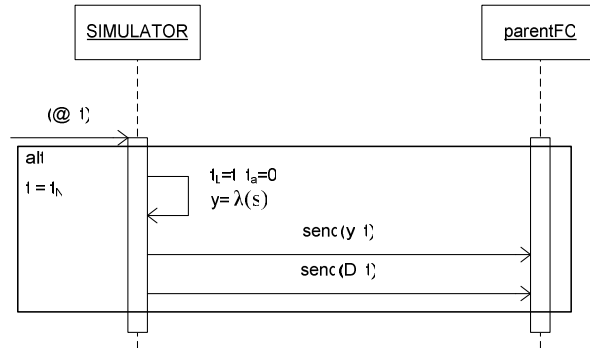 SIMULATOR
parentFC
(@ t)
alt
t = tN
tL=t ta=0
y= λ(s)
send(y t)
send(D t)